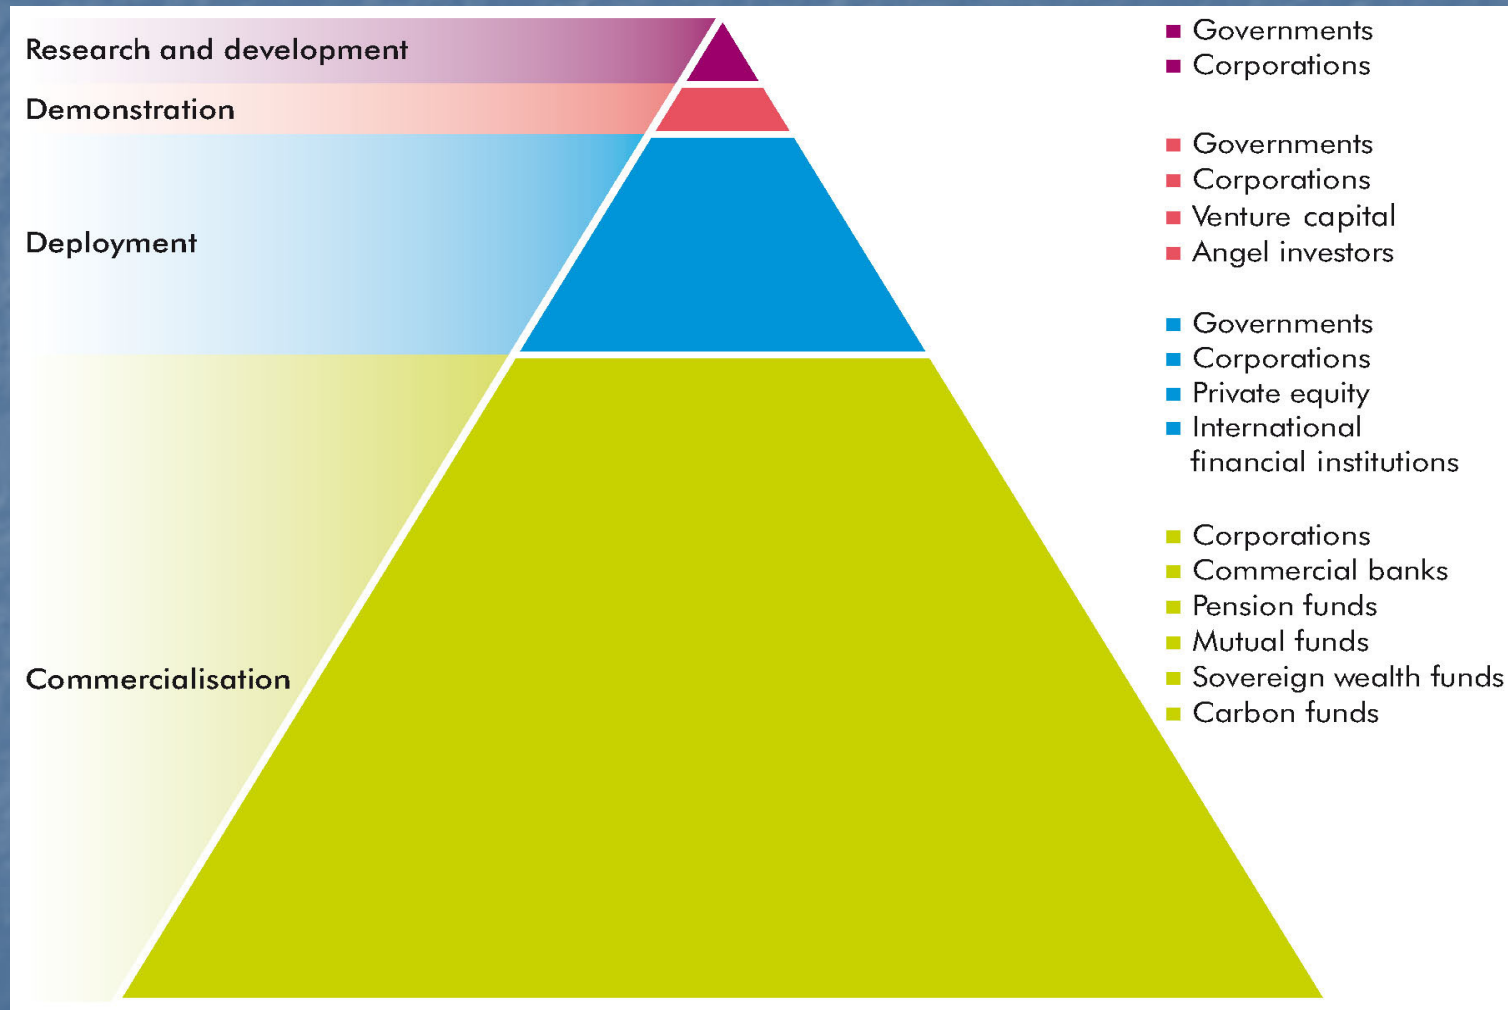 Research and development
Demonstration
Deployment
Commercialisation
Governments
Corporations
Governments
Corporations
Venture capital
Angel investors
Governments
Corporations
Private equity
International
financial institutions
Corporations
Commercial banks
Pension funds
Mutual funds
Sovereign wealth funds
Carbon funds